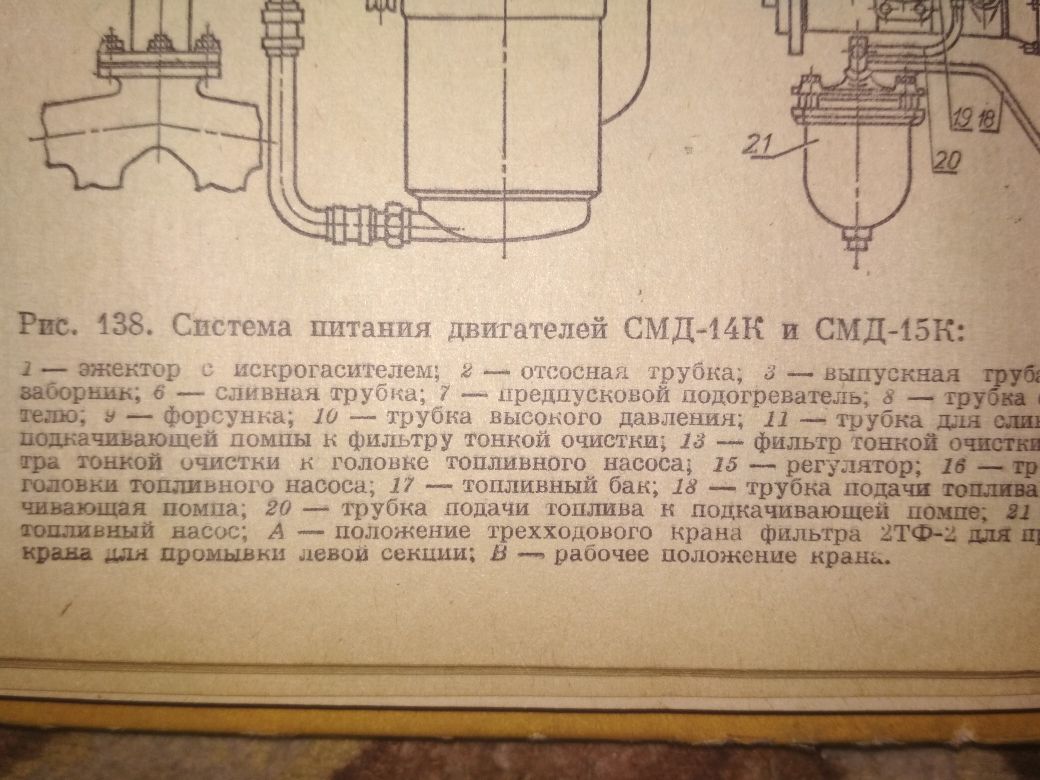 19 18
21
20
Рис. 138. Система питания двигателей СМД-14К и СМД-15К:
1 — эжектор с искрогасителем; 2 — отсосная трубка; 3 — выпускная
заборник; 6 — сливная трубка; 7 — предпусковой подогреватель; 8 — трубка
телю; 9 — форсунка; 10 — трубка высокого давления; 11 — трубка для
подкачивающей помпы к фильтру тонкой очистки; 13 — фильтр тонкой очистки
тра тонкой очистки к головке топливного насоса; 15 — регулятор; 16 —
головки топливного насоса; 17 — топливный бак; 18 — трубка подачи топлива
чивающая помпа; 20 — трубка подачи топлива к подкачивающей помпе; 21
топливный насос; А — положение трехходового крана фильтра 2ТФ-2 для
крана для промывки левой секции; В — рабочее положение крана.